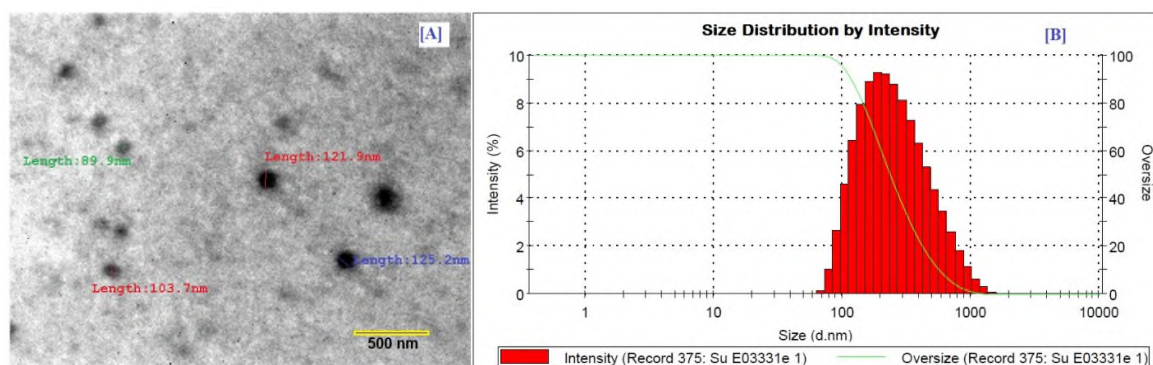 [A]
Length:121.9nm
Length:89.9nm
Length:125.2nm
Length:103.7nm
500 nm
Size Distribution by Intensity
[B]
10
8
6
4
2
0
Intensity (%)
100
80
60
40
20
0
Oversize
1
10
100
1000
10000
Size (d.nm)
Intensity (Record 375: Su E03331e 1)
Oversize (Record 375: Su E03331e 1)